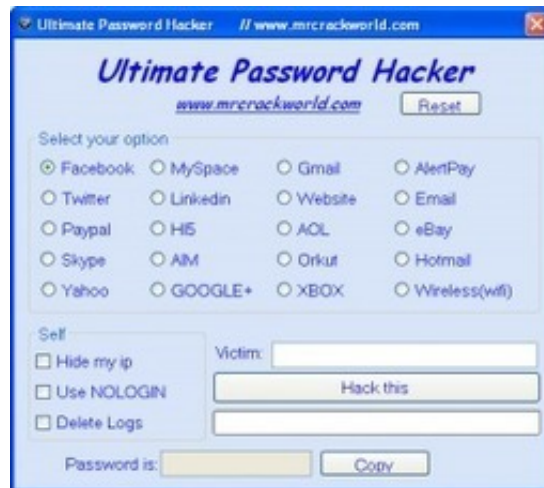 Ultimate Password Hacker // www.mrcrackworld.com
Ultimate Password Hacker
www.mrcrackworld.com Reset
Select your option
Facebook MySpace Gmail AlertPay
Twitter Linkedin Website Email
Paypal HI5 AOL eBay
Skype AIM Orkut Hotmail
Yahoo GOOGLE+ XBOX Wireless(wifi)
Self
Hide my ip
Victim:
Use NOLOGIN
Hack this
Delete Logs
Password is: Copy